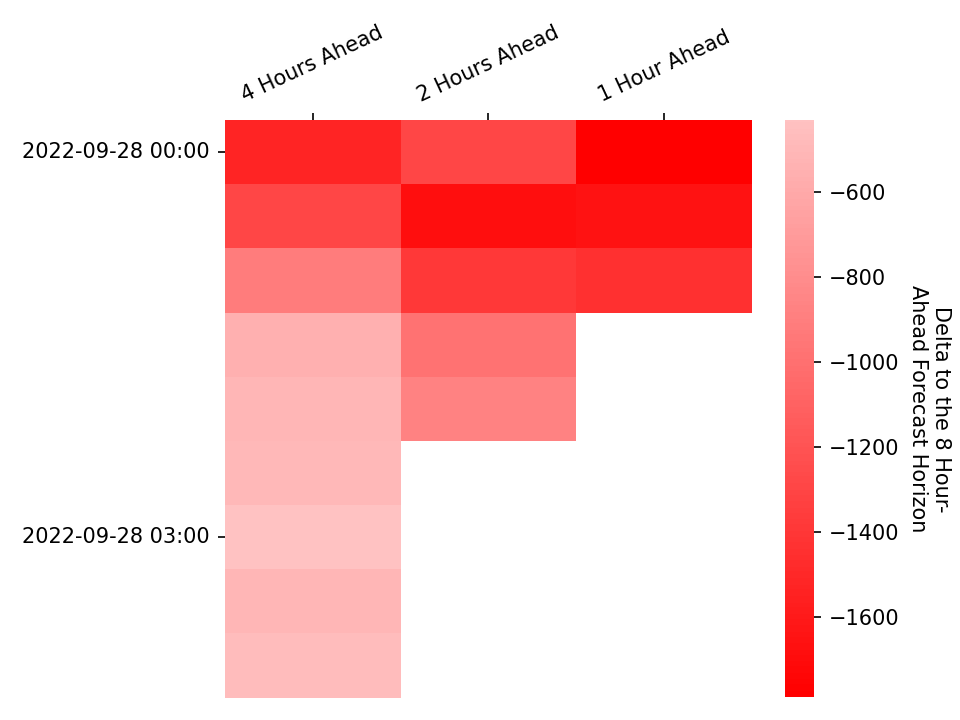 4 Hours Ahead
2 Hours Ahead
1 Hour Ahead
2022-09-28 00:00
2022-09-28 03:00
−600
−800
−1000
−1200
−1400
−1600
Delta to the 8 Hour-
Ahead Forecast Horizon